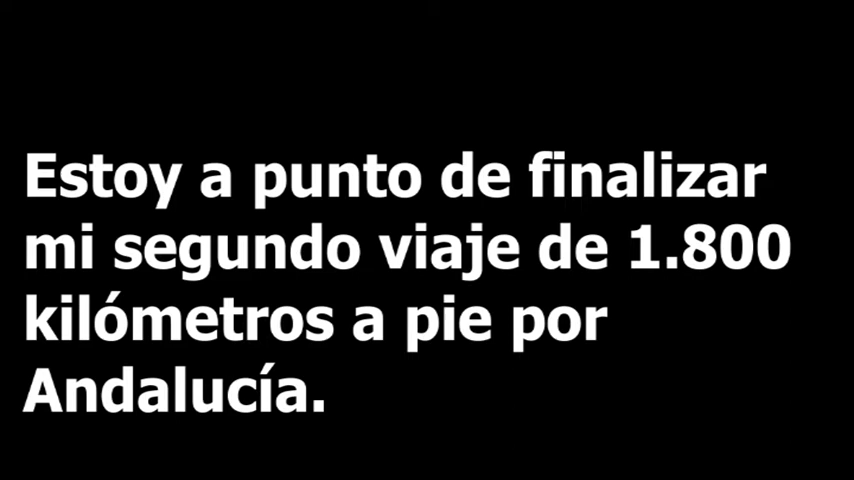 Estoy a punto de finalizar
mi segundo viaje de 1.800
kilómetros a pie por
Andalucía.